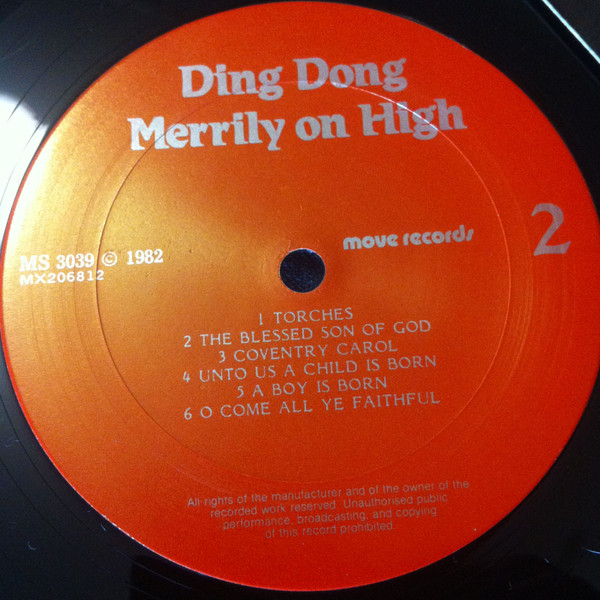 Ding Dong
Merrily on High
move records
2
MS 3039 © 1982
MX206812
1 TORCHES
2 THE BLESSED SON OF GOD
3 COVENTRY CAROL
4 UNTO US A CHILD IS BORN
5 A BOY IS BORN
6 O COME ALL YE FAITHFUL
All rights of the manufacturer and of the owner of the
recorded work reserved. Unauthorised public
performance, broadcasting, and copying
of this record prohibited.